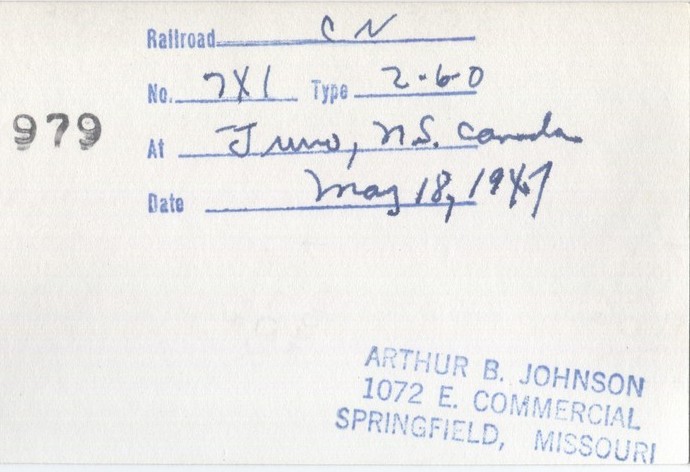 Railroad C N
No. 7X1 Type 2-6-0
979
At Truro, N.S. Canada
Date May 18, 1947
ARTHUR B. JOHNSON
1072 E. COMMERCIAL
SPRINGFIELD, MISSOURI